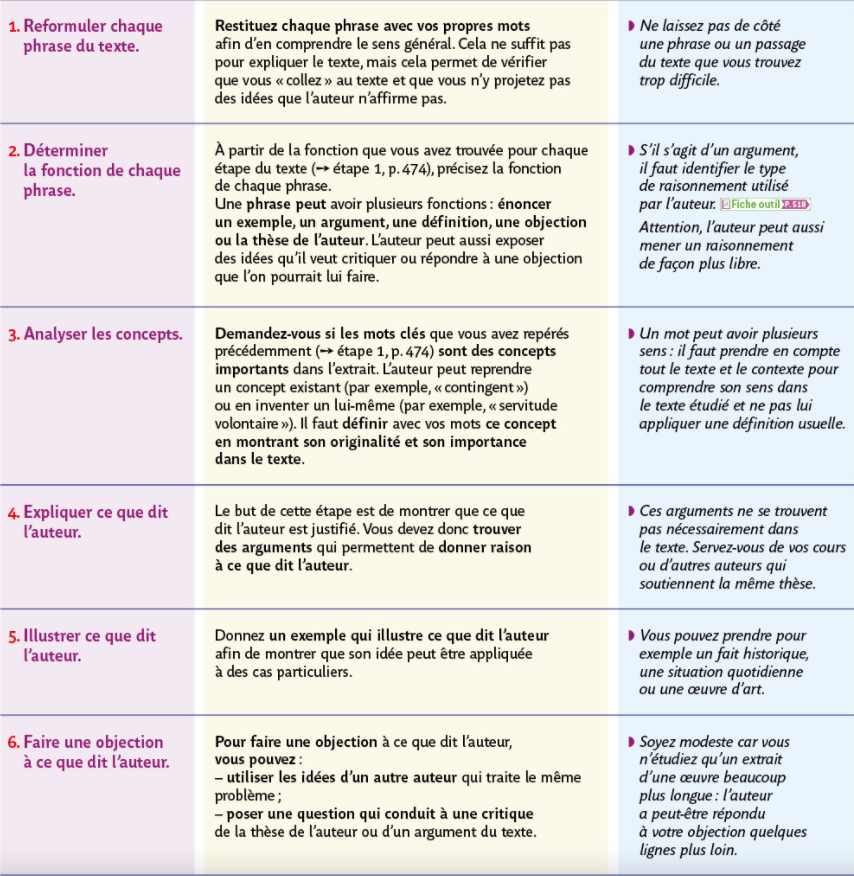 1. Reformuler chaque
phrase du texte.
Restituez chaque phrase avec vos propres mots
afin d'en comprendre le sens général. Cela ne suffit pas
pour expliquer le texte, mais cela permet de vérifier
que vous « collez » au texte et que vous n'y projetez pas
des idées que l'auteur n'affirme pas.
Ne laissez pas de côté
une phrase ou un passage
du texte que vous trouvez
trop difficile.
2. Déterminer
la fonction de chaque
phrase.
À partir de la fonction que vous avez trouvée pour chaque
étape du texte (→ étape 1, p. 474), précisez la fonction
de chaque phrase.
Une phrase peut avoir plusieurs fonctions : énoncer
un exemple, un argument, une définition, une objection
ou la thèse de l'auteur. L'auteur peut aussi exposer
des idées qu'il veut critiquer ou répondre à une objection
que l'on pourrait lui faire.
S'il s'agit d'un argument,
il faut identifier le type
de raisonnement utilisé
par l'auteur. Fiche outil P.518
Attention, l'auteur peut aussi
mener un raisonnement
de façon plus libre.
3. Analyser les concepts.
Demandez-vous si les mots clés que vous avez repérés
précédemment (→ étape 1, p. 474) sont des concepts
importants dans l'extrait. L'auteur peut reprendre
un concept existant (par exemple, « contingent »)
ou en inventer un lui-même (par exemple, « servitude
volontaire »). Il faut définir avec vos mots ce concept
en montrant son originalité et son importance
dans le texte.
Un mot peut avoir plusieurs
sens : il faut prendre en compte
tout le texte et le contexte pour
comprendre son sens dans
le texte étudié et ne pas lui
appliquer une définition usuelle.
4. Expliquer ce que dit
l'auteur.
Le but de cette étape est de montrer que ce que
dit l'auteur est justifié. Vous devez donc trouver
des arguments qui permettent de donner raison
à ce que dit l'auteur.
Ces arguments ne se trouvent
pas nécessairement dans
le texte. Servez-vous de vos cours
ou d'autres auteurs qui
soutiennent la même thèse.
5. Illustrer ce que dit
l'auteur.
Donnez un exemple qui illustre ce que dit l'auteur
afin de montrer que son idée peut être appliquée
à des cas particuliers.
Vous pouvez prendre pour
exemple un fait historique,
une situation quotidienne
ou une œuvre d'art.
6. Faire une objection
à ce que dit l'auteur.
Pour faire une objection à ce que dit l'auteur,
vous pouvez :
– utiliser les idées d'un autre auteur qui traite le même
problème ;
– poser une question qui conduit à une critique
de la thèse de l'auteur ou d'un argument du texte.
Soyez modeste car vous
n'étudiez qu'un extrait
d'une œuvre beaucoup
plus longue : l'auteur
a peut-être répondu
à votre objection quelques
lignes plus loin.